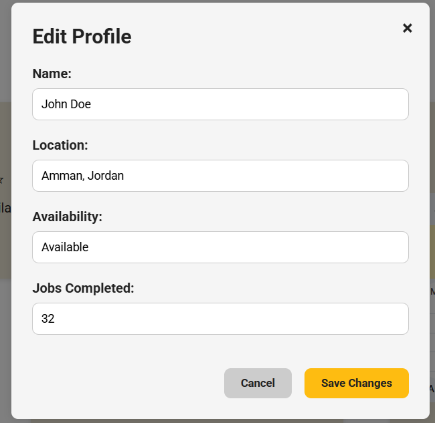 Edit Profile
×
Name:
John Doe
Location:
Amman, Jordan
Availability:
Available
Jobs Completed:
32
Cancel
Save Changes